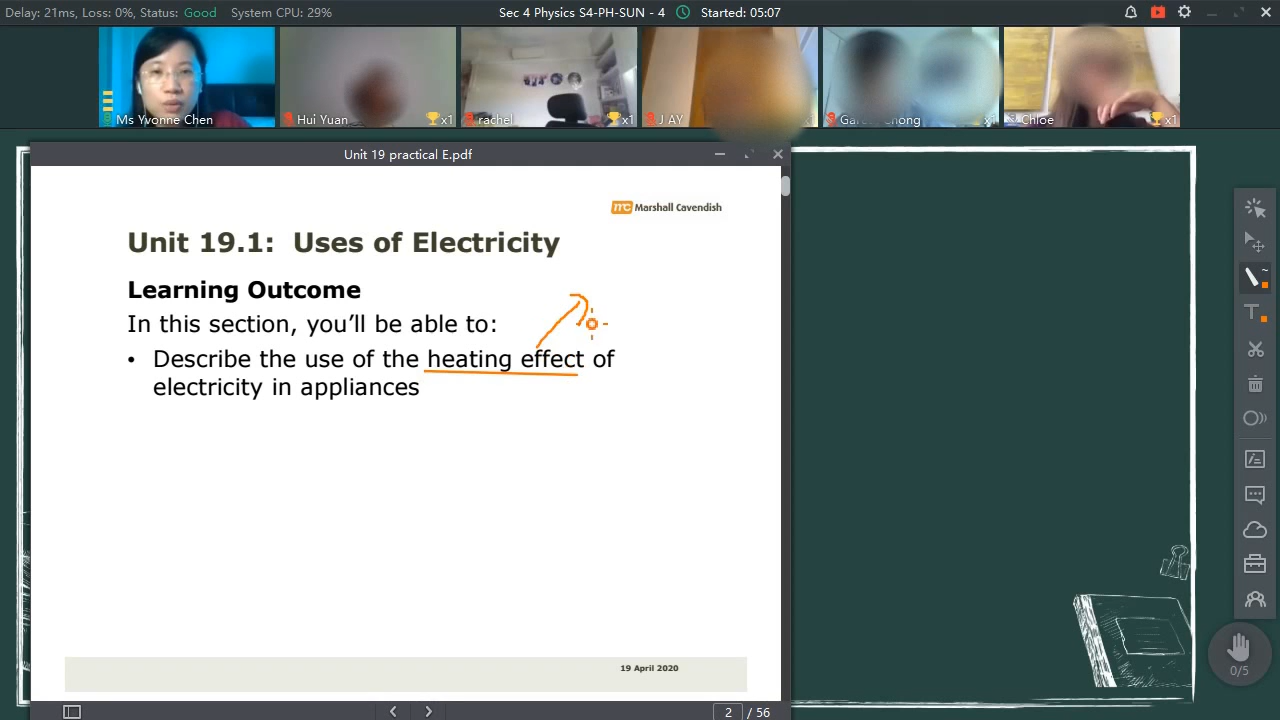 Delay: 21ms, Loss: 0%, Status: Good System CPU: 29%
Sec 4 Physics S4-PH-SUN - 4 Started: 05:07
Ms Yvonne Chen
Hui Yuan x1
rachel x1
J AY
x1
Chloe x1
Unit 19 practical E.pdf
mc Marshall Cavendish
Unit 19.1: Uses of Electricity
Learning Outcome
In this section, you’ll be able to:
• Describe the use of the heating effect of
electricity in appliances
19 April 2020
2 / 56
0/5